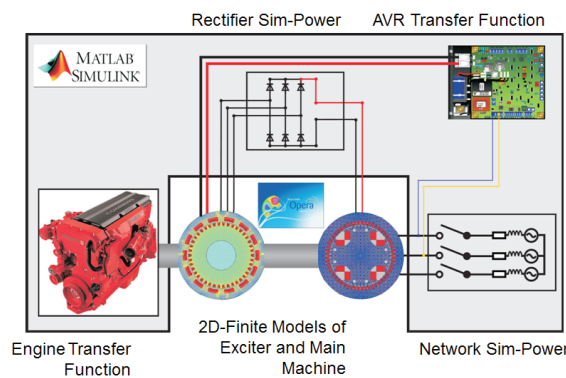 Rectifier Sim-Power
AVR Transfer Function
MATLAB
SIMULINK
Opera
Engine Transfer
Function
2D-Finite Models of
Exciter and Main
Machine
Network Sim-Power